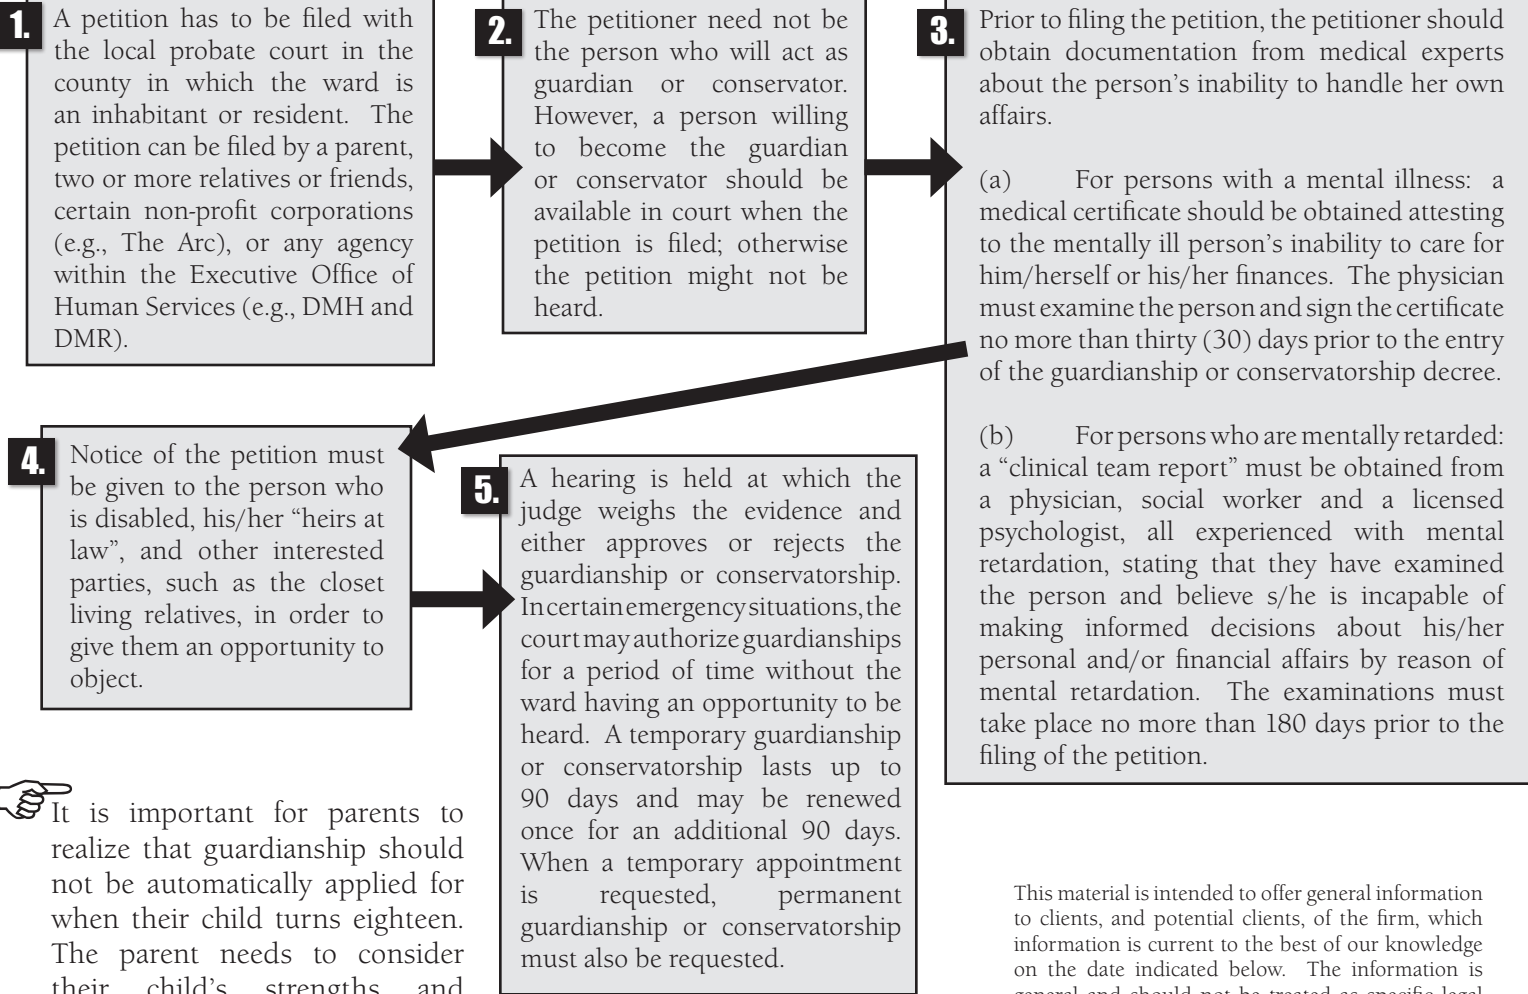 1.
A petition has to be filed with
the local probate court in the
county in which the ward is
an inhabitant or resident. The
petition can be filed by a parent,
two or more relatives or friends,
certain non-profit corporations
(e.g., The Arc), or any agency
within the Executive Office of
Human Services (e.g., DMH and
DMR).
2.
The petitioner need not be
the person who will act as
guardian or conservator.
However, a person willing
to become the guardian
or conservator should be
available in court when the
petition is filed; otherwise
the petition might not be
heard.
3.
Prior to filing the petition, the petitioner should
obtain documentation from medical experts
about the person's inability to handle her own
affairs.
(a) For persons with a mental illness: a
medical certificate should be obtained attesting
to the mentally ill person's inability to care for
him/herself or his/her finances. The physician
must examine the person and sign the certificate
no more than thirty (30) days prior to the entry
of the guardianship or conservatorship decree.
(b) For persons who are mentally retarded:
a “clinical team report” must be obtained from
a physician, social worker and a licensed
psychologist, all experienced with mental
retardation, stating that they have examined
the person and believe s/he is incapable of
making informed decisions about his/her
personal and/or financial affairs by reason of
mental retardation. The examinations must
take place no more than 180 days prior to the
filing of the petition.
4.
Notice of the petition must
be given to the person who
is disabled, his/her “heirs at
law”, and other interested
parties, such as the closet
living relatives, in order to
give them an opportunity to
object.
5.
A hearing is held at which the
judge weighs the evidence and
either approves or rejects the
guardianship or conservatorship.
In certain emergency situations, the
court may authorize guardianships
for a period of time without the
ward having an opportunity to be
heard. A temporary guardianship
or conservatorship lasts up to
90 days and may be renewed
once for an additional 90 days.
When a temporary appointment
is requested, permanent
guardianship or conservatorship
must also be requested.
It is important for parents to
realize that guardianship should
not be automatically applied for
when their child turns eighteen.
The parent needs to consider
their child's strengths and
This material is intended to offer general information
to clients, and potential clients, of the firm, which
information is current to the best of our knowledge
on the date indicated below. The information is
general and should not be treated as specific legal